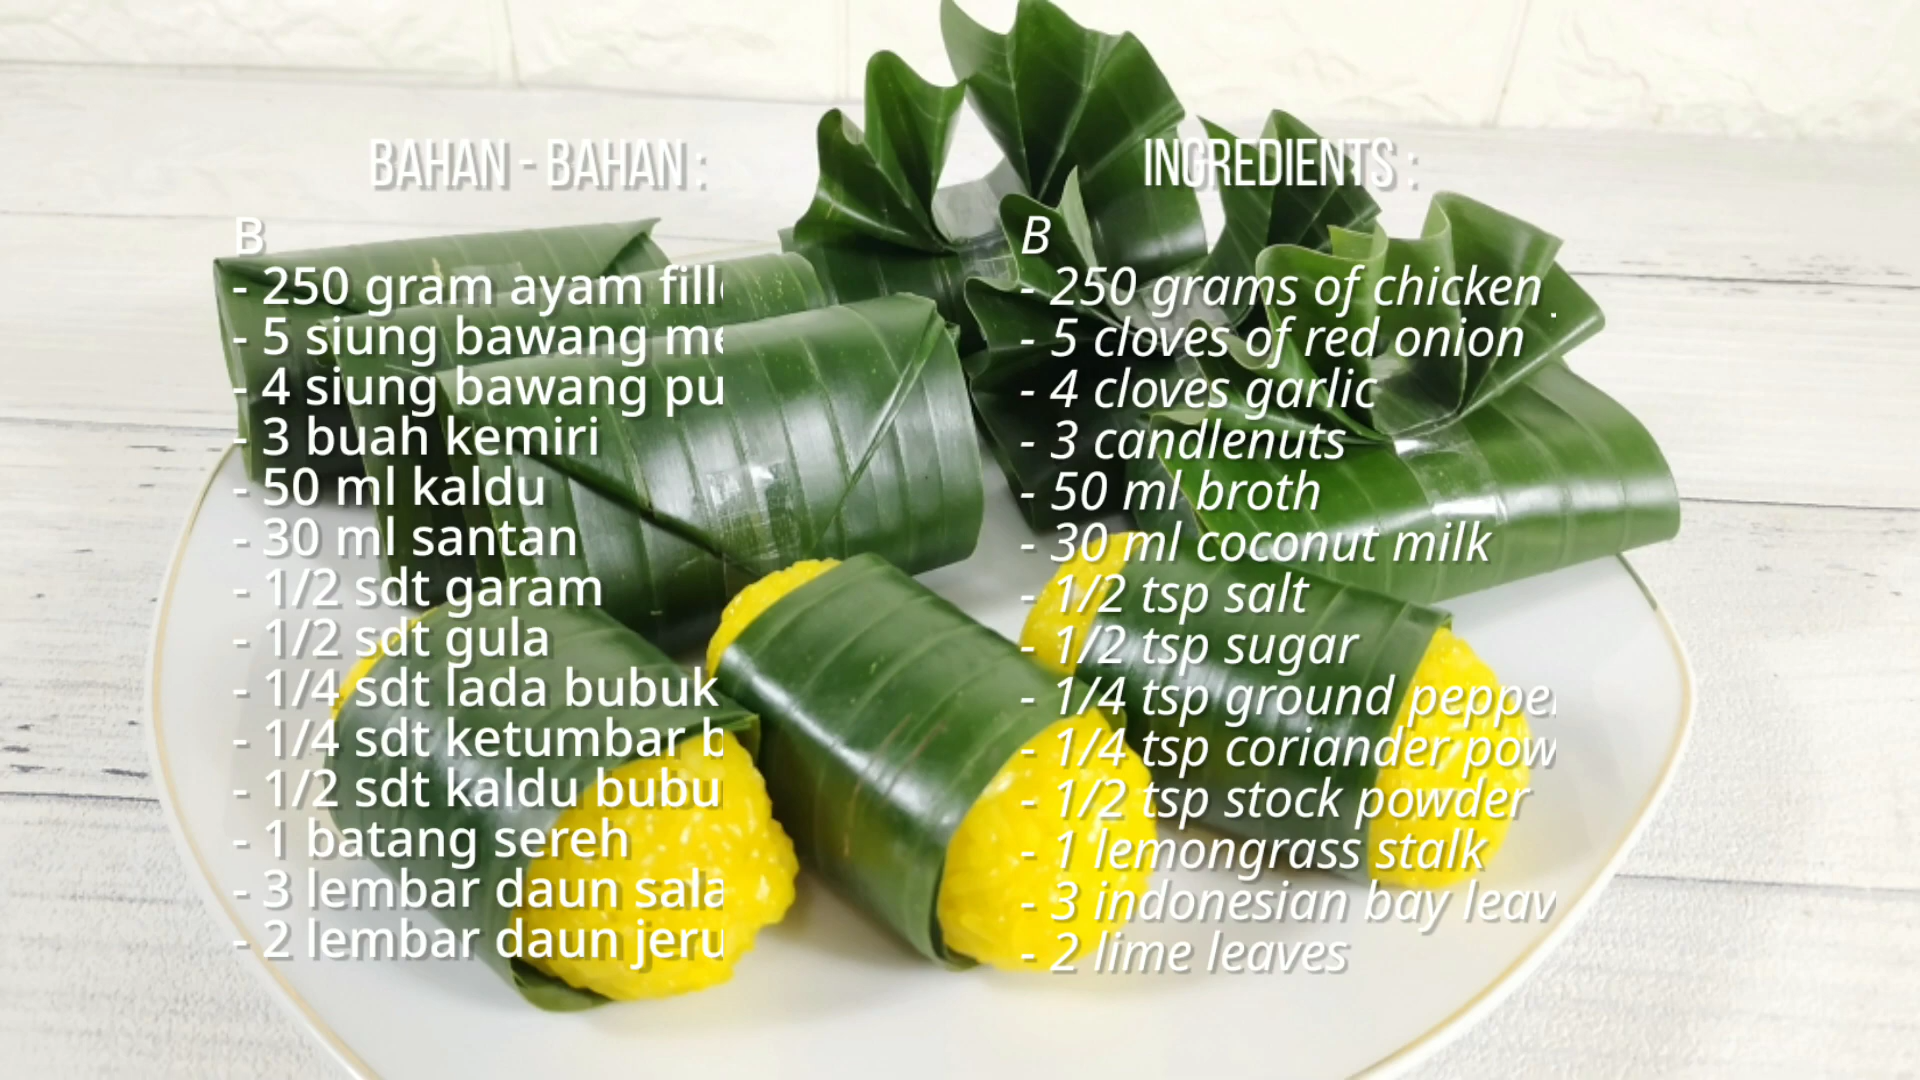 BAHAN - BAHAN :
B
- 250 gram ayam
- 5 siung bawang
- 4 siung bawang
- 3 buah kemiri
- 50 ml kaldu
- 30 ml santan
- 1/2 sdt garam
- 1/2 sdt gula
- 1/4 sdt lada bubuk
- 1/4 sdt ketumbar
- 1/2 sdt kaldu
- 1 batang sereh
- 3 lembar daun
- 2 lembar daun
INGREDIENTS :
B
- 250 grams of chicken
- 5 cloves of red onion
- 4 cloves garlic
- 3 candlenuts
- 50 ml broth
- 30 ml coconut milk
- 1/2 tsp salt
- 1/2 tsp sugar
- 1/4 tsp ground pepper
- 1/4 tsp coriander
- 1/2 tsp stock powder
- 1 lemongrass stalk
- 3 indonesian bay
- 2 lime leaves